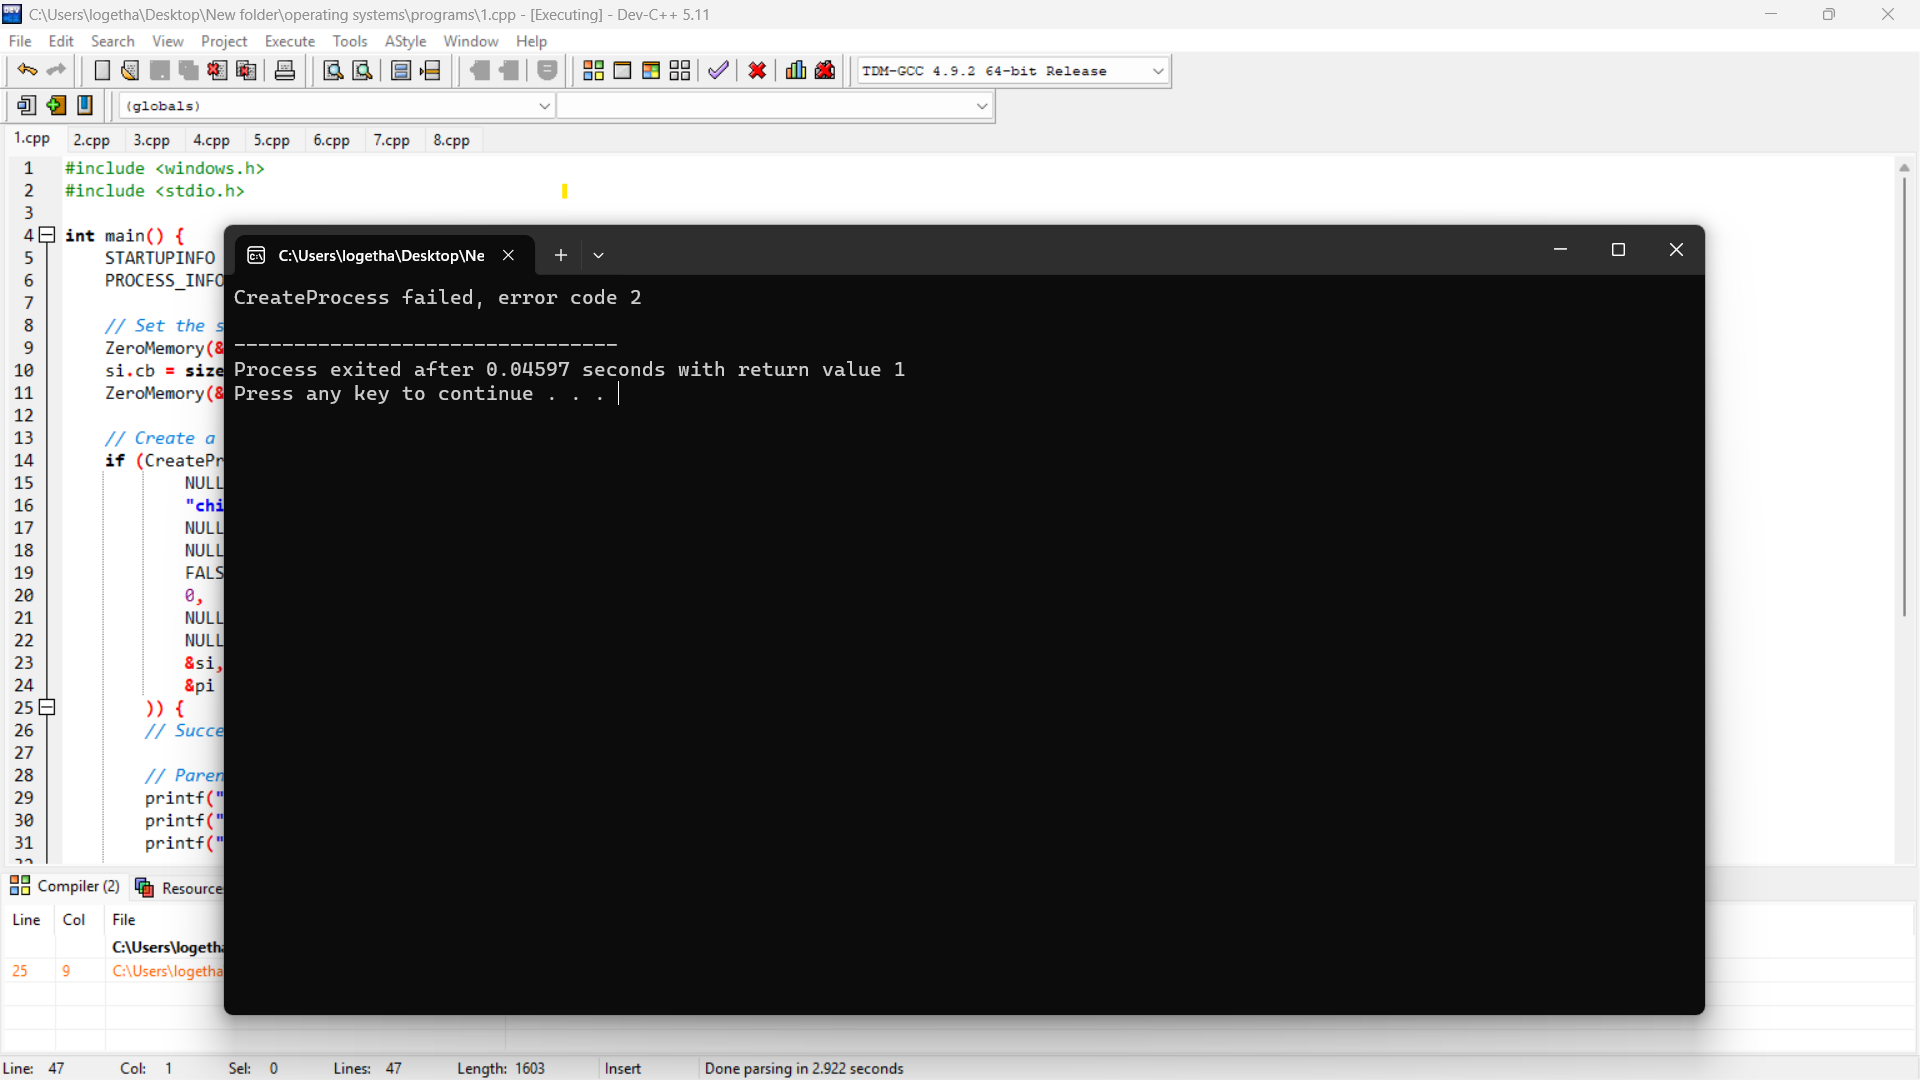 C:\Users\logetha\Desktop\New folder\operating systems\programs\1.cpp - [Executing] - Dev-C++ 5.11
File Edit Search View Project Execute Tools AStyle Window Help
TDM-GCC 4.9.2 64-bit Release
(globals)
1.cpp 2.cpp 3.cpp 4.cpp 5.cpp 6.cpp 7.cpp 8.cpp
1 #include <windows.h>
2 #include <stdio.h>
3
4 int main() {
5 STARTUPINFO
6 PROCESS_INFO
7
8 // Set the s
9 ZeroMemory(&
10 si.cb = size
11 ZeroMemory(&
12
13 // Create a
14 if (CreatePr
15 NULL
16 "chi
17 NULL
18 NULL
19 FALS
20 0,
21 NULL
22 NULL
23 &si,
24 &pi
25 )) {
26 // Succe
27
28 // Paren
29 printf("
30 printf("
31 printf("
C:\Users\logetha\Desktop\Ne
CreateProcess failed, error code 2
--------------------------------
Process exited after 0.04597 seconds with return value 1
Press any key to continue . . .
Compiler (2) Resource
Line Col File
C:\Users\logetha
25 9 C:\Users\logetha
Line: 47 Col: 1 Sel: 0 Lines: 47 Length: 1603 Insert Done parsing in 2.922 seconds